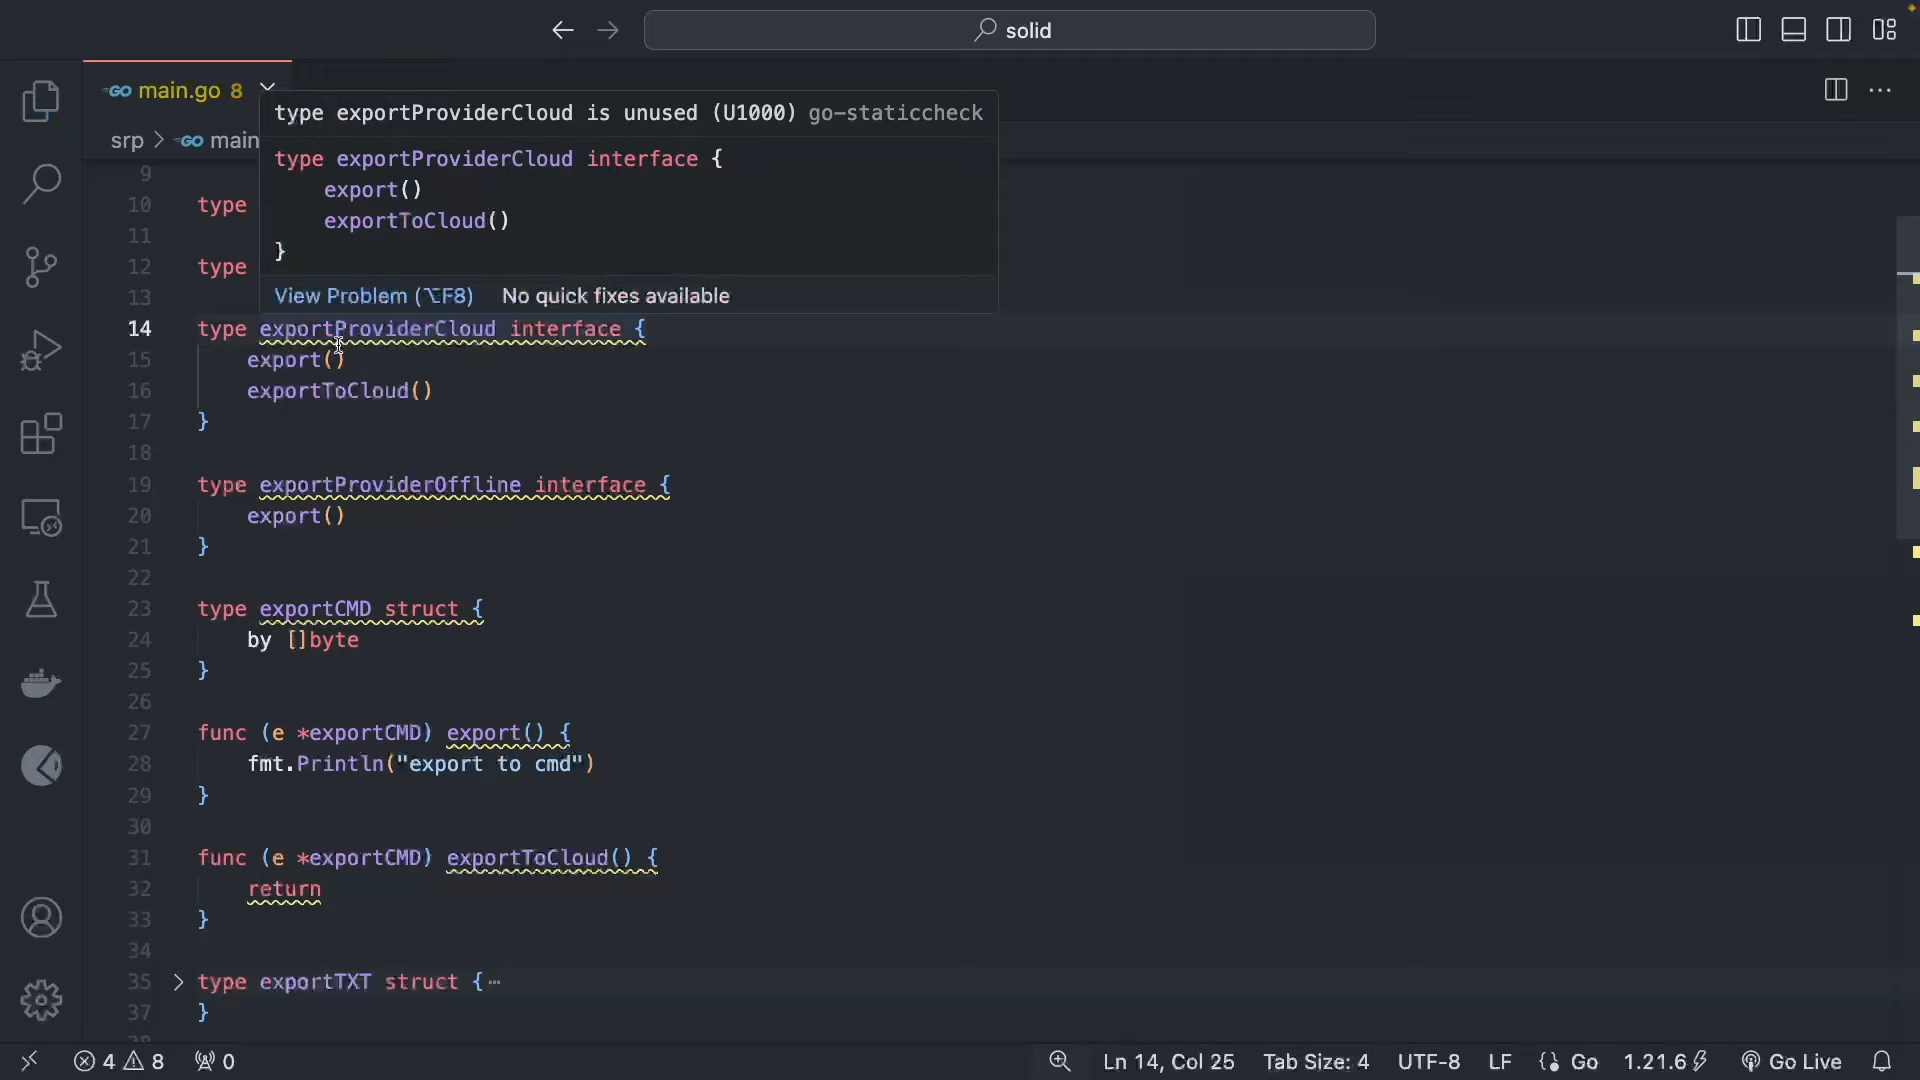 solid
main.go 8
type exportProviderCloud is unused (U1000) go-staticcheck
type exportProviderCloud interface {
export()
exportToCloud()
}
View Problem (⌥F8) No quick fixes available
srp > main
9
10 type
11
12 type
13
14 type exportProviderCloud interface {
15 export()
16 exportToCloud()
17 }
18
19 type exportProviderOffline interface {
20 export()
21 }
22
23 type exportCMD struct {
24 by []byte
25 }
26
27 func (e *exportCMD) export() {
28 fmt.Println("export to cmd")
29 }
30
31 func (e *exportCMD) exportToCloud() {
32 return
33 }
34
35 type exportTXT struct { ⋯
37 }
4 8 0 Ln 14, Col 25 Tab Size: 4 UTF-8 LF {} Go 1.21.6 Go Live